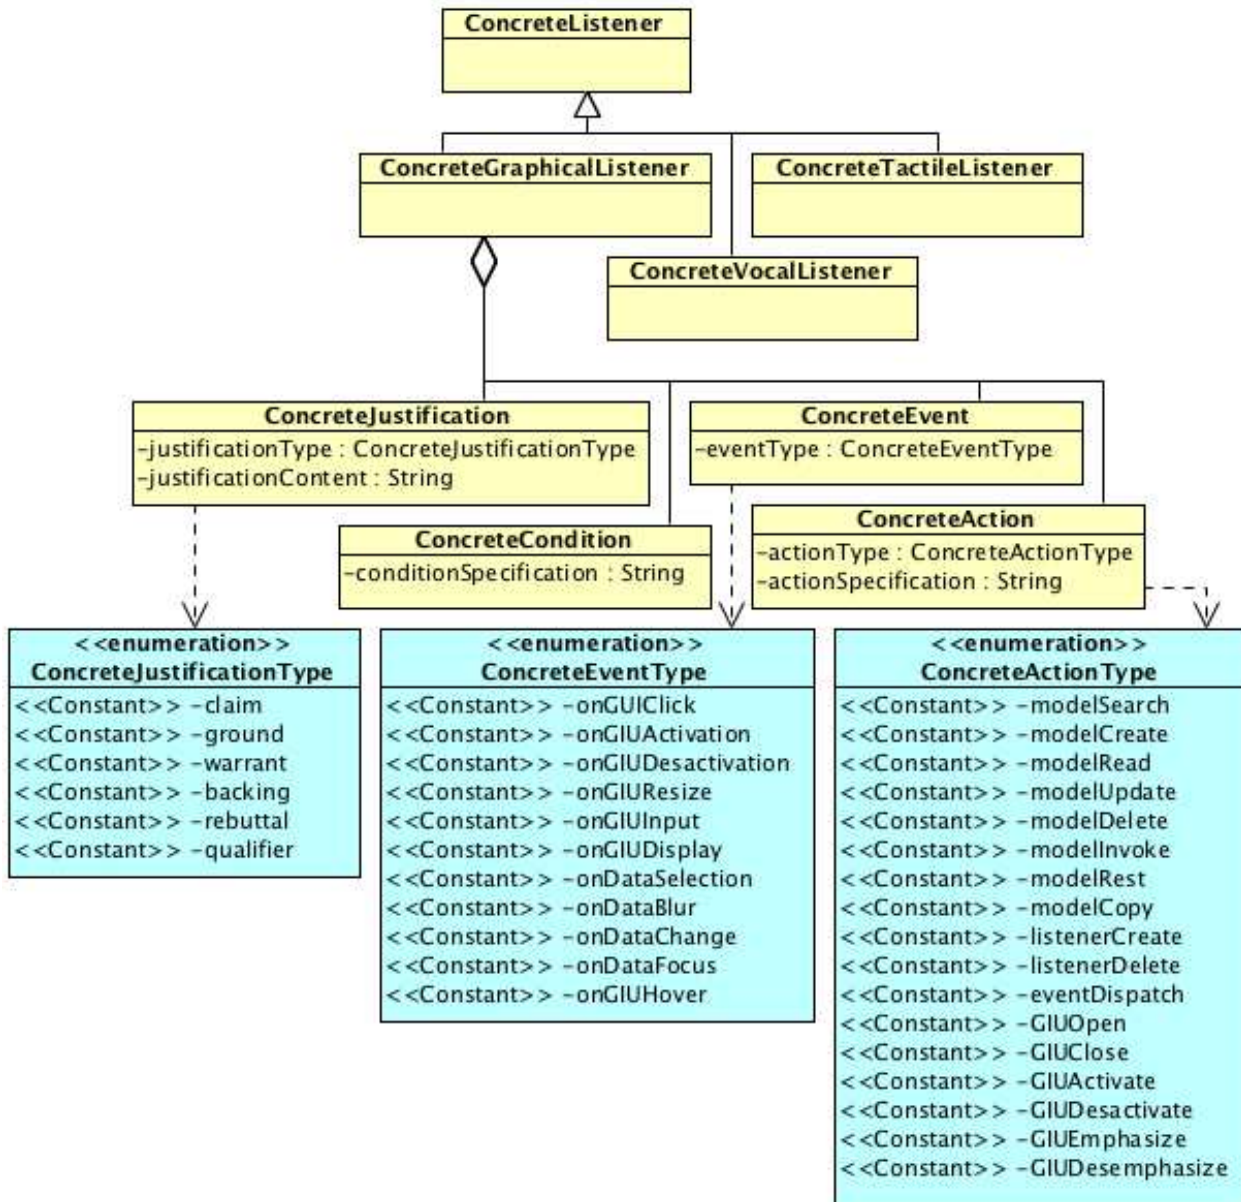 ConcreteListener
ConcreteGraphicalListener
ConcreteTactileListener
ConcreteVocalListener
ConcreteJustification
-justificationType : ConcreteJustificationType
-justificationContent : String
ConcreteEvent
-eventType : ConcreteEventType
ConcreteCondition
-conditionSpecification : String
ConcreteAction
-actionType : ConcreteActionType
-actionSpecification : String
<<enumeration>>
ConcreteJustificationType
<<Constant>> -claim
<<Constant>> -ground
<<Constant>> -warrant
<<Constant>> -backing
<<Constant>> -rebuttal
<<Constant>> -qualifier
<<enumeration>>
ConcreteEventType
<<Constant>> -onGUIClick
<<Constant>> -onGIUActivation
<<Constant>> -onGIUDesactivation
<<Constant>> -onGIUResize
<<Constant>> -onGIUInput
<<Constant>> -onGIUDisplay
<<Constant>> -onDataSelection
<<Constant>> -onDataBlur
<<Constant>> -onDataChange
<<Constant>> -onDataFocus
<<Constant>> -onGIUHover
<<enumeration>>
ConcreteActionType
<<Constant>> -modelSearch
<<Constant>> -modelCreate
<<Constant>> -modelRead
<<Constant>> -modelUpdate
<<Constant>> -modelDelete
<<Constant>> -modelInvoke
<<Constant>> -modelRest
<<Constant>> -modelCopy
<<Constant>> -listenerCreate
<<Constant>> -listenerDelete
<<Constant>> -eventDispatch
<<Constant>> -GIUOpen
<<Constant>> -GIUClose
<<Constant>> -GIUActivate
<<Constant>> -GIUDesactivate
<<Constant>> -GIUEmphasize
<<Constant>> -GIUDesemphasize